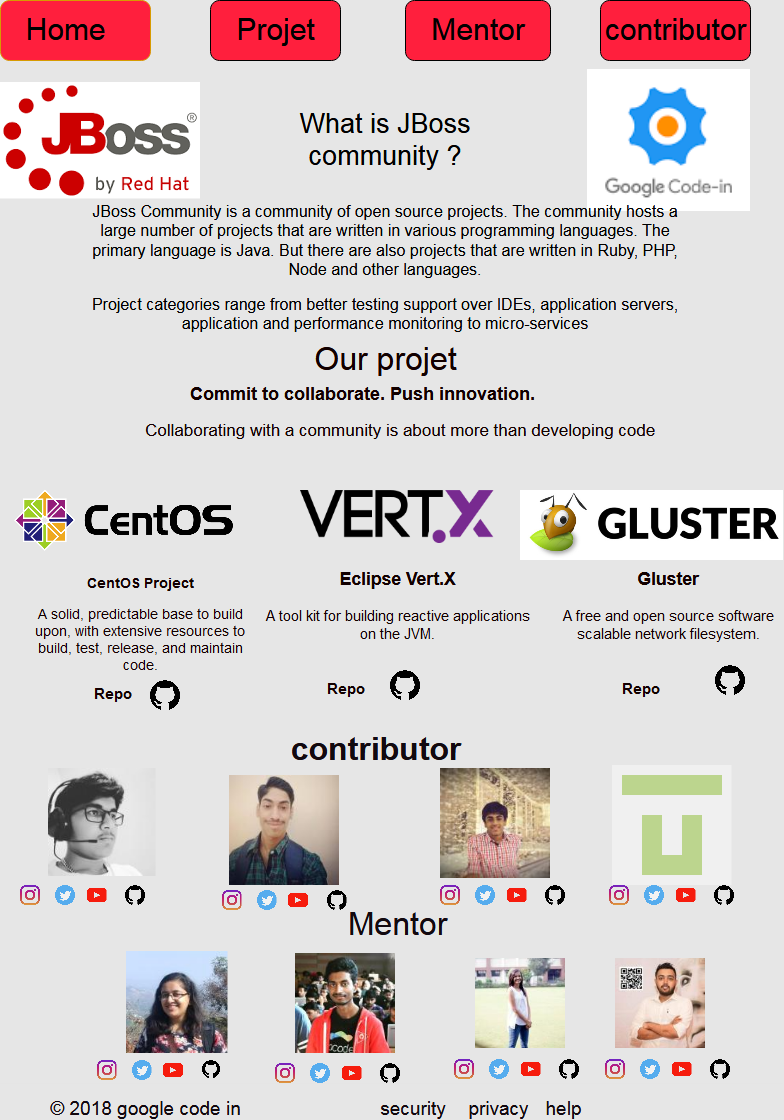 Home Projet Mentor contributor
JBoss®
by Red Hat
Google Code-in
What is JBoss
community ?
JBoss Community is a community of open source projects. The community hosts a
large number of projects that are written in various programming languages. The
primary language is Java. But there are also projects that are written in Ruby, PHP,
Node and other languages.
Project categories range from better testing support over IDEs, application servers,
application and performance monitoring to micro-services
Our projet
Commit to collaborate. Push innovation.
Collaborating with a community is about more than developing code
CentOS
VERT.X
GLUSTER
CentOS Project
A solid, predictable base to build
upon, with extensive resources to
build, test, release, and maintain
code.
Repo
Eclipse Vert.X
A tool kit for building reactive applications
on the JVM.
Repo
Gluster
A free and open source software
scalable network filesystem.
Repo
contributor
Mentor
© 2018 google code in security privacy help